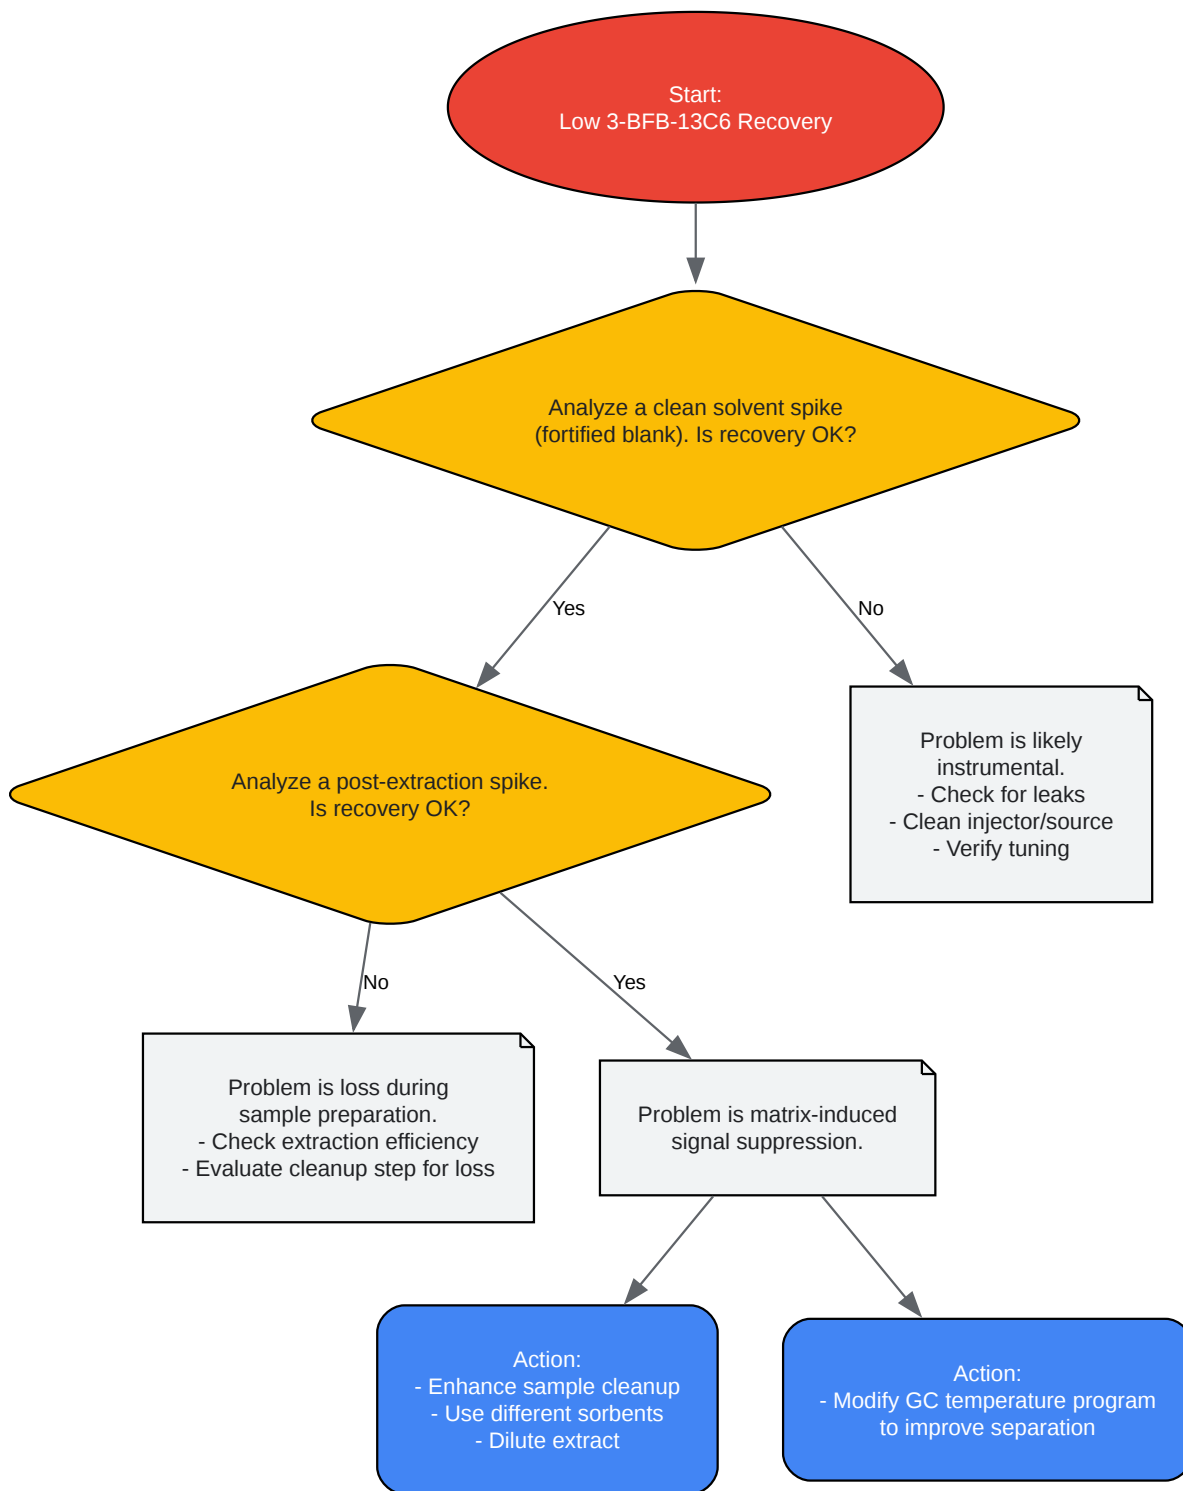 Start:
Low 3-BFB-13C6 Recovery
Analyze a clean solvent spike
(fortified blank). Is recovery OK?
Yes
No
Analyze a post-extraction spike.
Is recovery OK?
Problem is likely
instrumental.
- Check for leaks
- Clean injector/source
- Verify tuning
No
Yes
Problem is loss during
sample preparation.
- Check extraction efficiency
- Evaluate cleanup step for loss
Problem is matrix-induced
signal suppression.
Action:
- Enhance sample cleanup
- Use different sorbents
- Dilute extract
Action:
- Modify GC temperature program
to improve separation